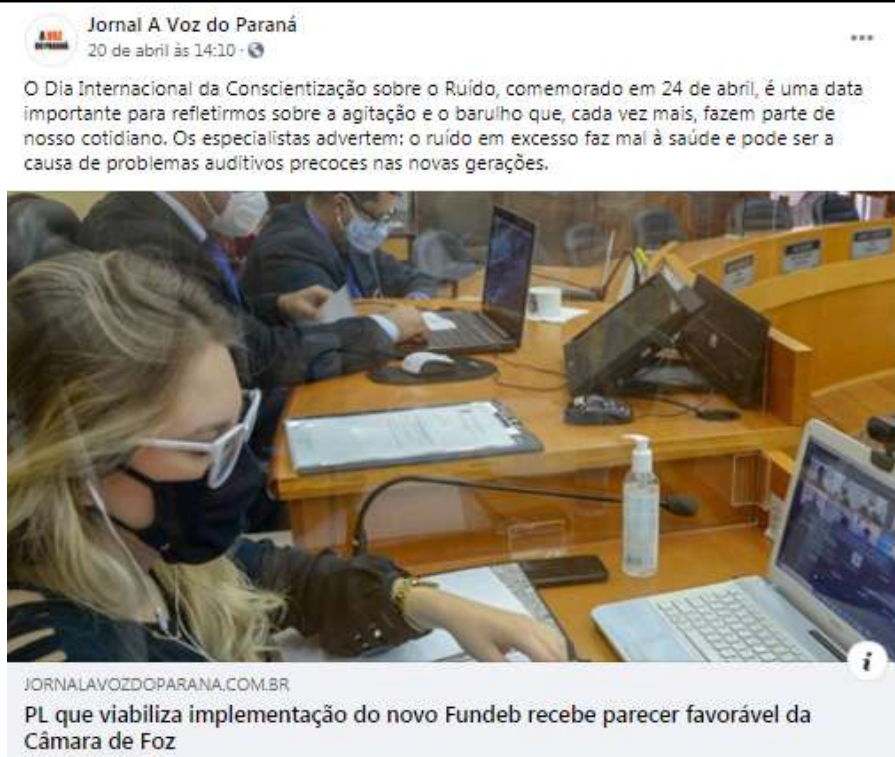 Jornal A Voz do Paraná
20 de abril às 14:10 ·
O Dia Internacional da Conscientização sobre o Ruído, comemorado em 24 de abril, é uma data
importante para refletirmos sobre a agitação e o barulho que, cada vez mais, fazem parte de
nosso cotidiano. Os especialistas advertem: o ruído em excesso faz mal à saúde e pode ser a
causa de problemas auditivos precoces nas novas gerações.
JORNALAVOZDOPARANA.COM.BR
PL que viabiliza implementação do novo Fundeb recebe parecer favorável da
Câmara de Foz